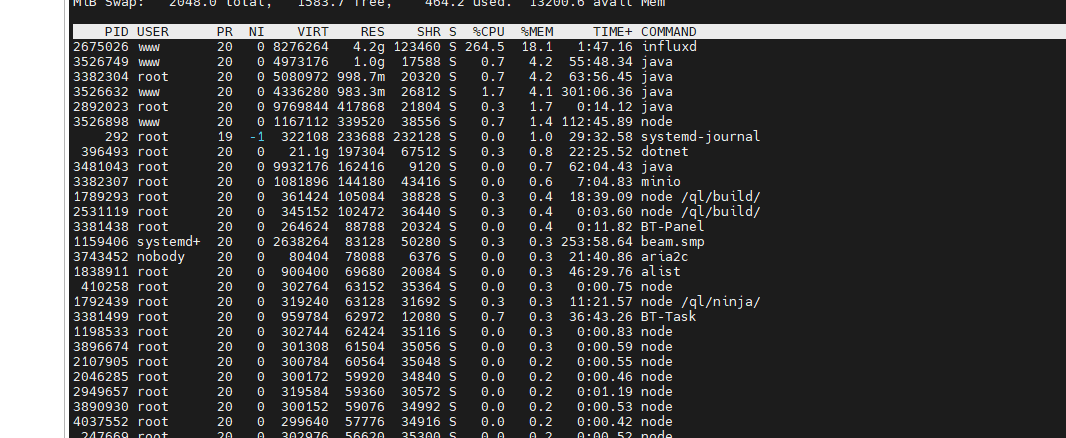 MiB Swap:   2048.0 total,   1583.7 free,    464.2 used.  13200.6 avail Mem
    PID USER      PR  NI    VIRT    RES    SHR S  %CPU  %MEM     TIME+ COMMAND
2675026 www       20   0 8276264   4.2g 123460 S 264.5  18.1   1:47.16 influxd
3526749 www       20   0 4973176   1.0g  17588 S   0.7   4.2  55:48.34 java
3382304 root      20   0 5080972 998.7m  20320 S   0.7   4.2  63:56.45 java
3526632 www       20   0 4336280 983.3m  26812 S   1.7   4.1 301:06.36 java
2892023 root      20   0 9769844 417868  21804 S   0.3   1.7   0:14.12 java
3526898 www       20   0 1167112 339520  38556 S   0.7   1.4 112:45.89 node
    292 root      19  -1  322108 233688 232128 S   0.0   1.0  29:32.58 systemd-journal
 396493 root      20   0   21.1g 197304  67512 S   0.3   0.8  22:25.52 dotnet
3481043 root      20   0 9932176 162416   9120 S   0.0   0.7  62:04.43 java
3382307 root      20   0 1081896 144180  43416 S   0.0   0.6   7:04.83 minio
1789293 root      20   0  361424 105084  38828 S   0.3   0.4  18:39.09 node /ql/build/
2531119 root      20   0  345152 102472  36440 S   0.3   0.4   0:03.60 node /ql/build/
3381438 root      20   0  264624  88788  20324 S   0.0   0.4   0:11.82 BT-Panel
1159406 systemd+  20   0 2638264  83128  50280 S   0.3   0.3 253:58.64 beam.smp
3743452 nobody    20   0   80404  78088   6376 S   0.0   0.3  21:40.86 aria2c
1838911 root      20   0  900400  69680  20084 S   0.0   0.3  46:29.76 alist
 410258 root      20   0  302764  63152  35364 S   0.0   0.3   0:00.75 node
1792439 root      20   0  319240  63128  31692 S   0.3   0.3  11:21.57 node /ql/ninja/
3381499 root      20   0  959784  62972  12080 S   0.7   0.3  36:43.26 BT-Task
1198533 root      20   0  302744  62424  35116 S   0.0   0.3   0:00.83 node
3896674 root      20   0  301308  61504  35056 S   0.0   0.3   0:00.59 node
2107905 root      20   0  300784  60564  35048 S   0.0   0.2   0:00.55 node
2046285 root      20   0  300172  59920  34840 S   0.0   0.2   0:00.46 node
2949657 root      20   0  319584  59360  30572 S   0.0   0.2   0:01.19 node
3890930 root      20   0  300152  59076  34992 S   0.0   0.2   0:00.53 node
4037552 root      20   0  299640  57776  34916 S   0.0   0.2   0:00.42 node
 247669 root      20   0  302976  56620  35300 S   0.0   0.2   0:00.52 node